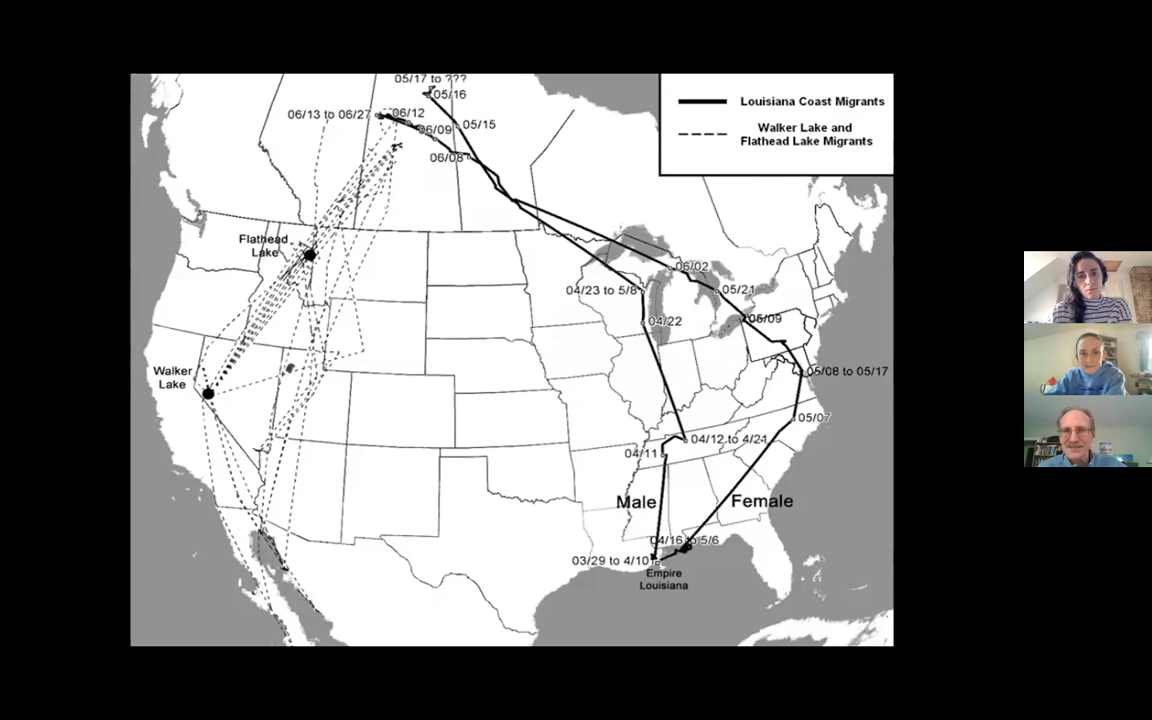 05/17 to ???
05/16
06/13 to 06/27
06/12
05/15
06/09
06/08
Louisiana Coast Migrants
Walker Lake and
Flathead Lake Migrants
Flathead
Lake
06/02
04/23 to 5/8
05/21
04/22
05/09
Walker
Lake
05/08 to 05/17
05/07
04/12 to 4/21
04/11
Male
Female
04/16 to 5/6
03/29 to 4/10
Empire
Louisiana